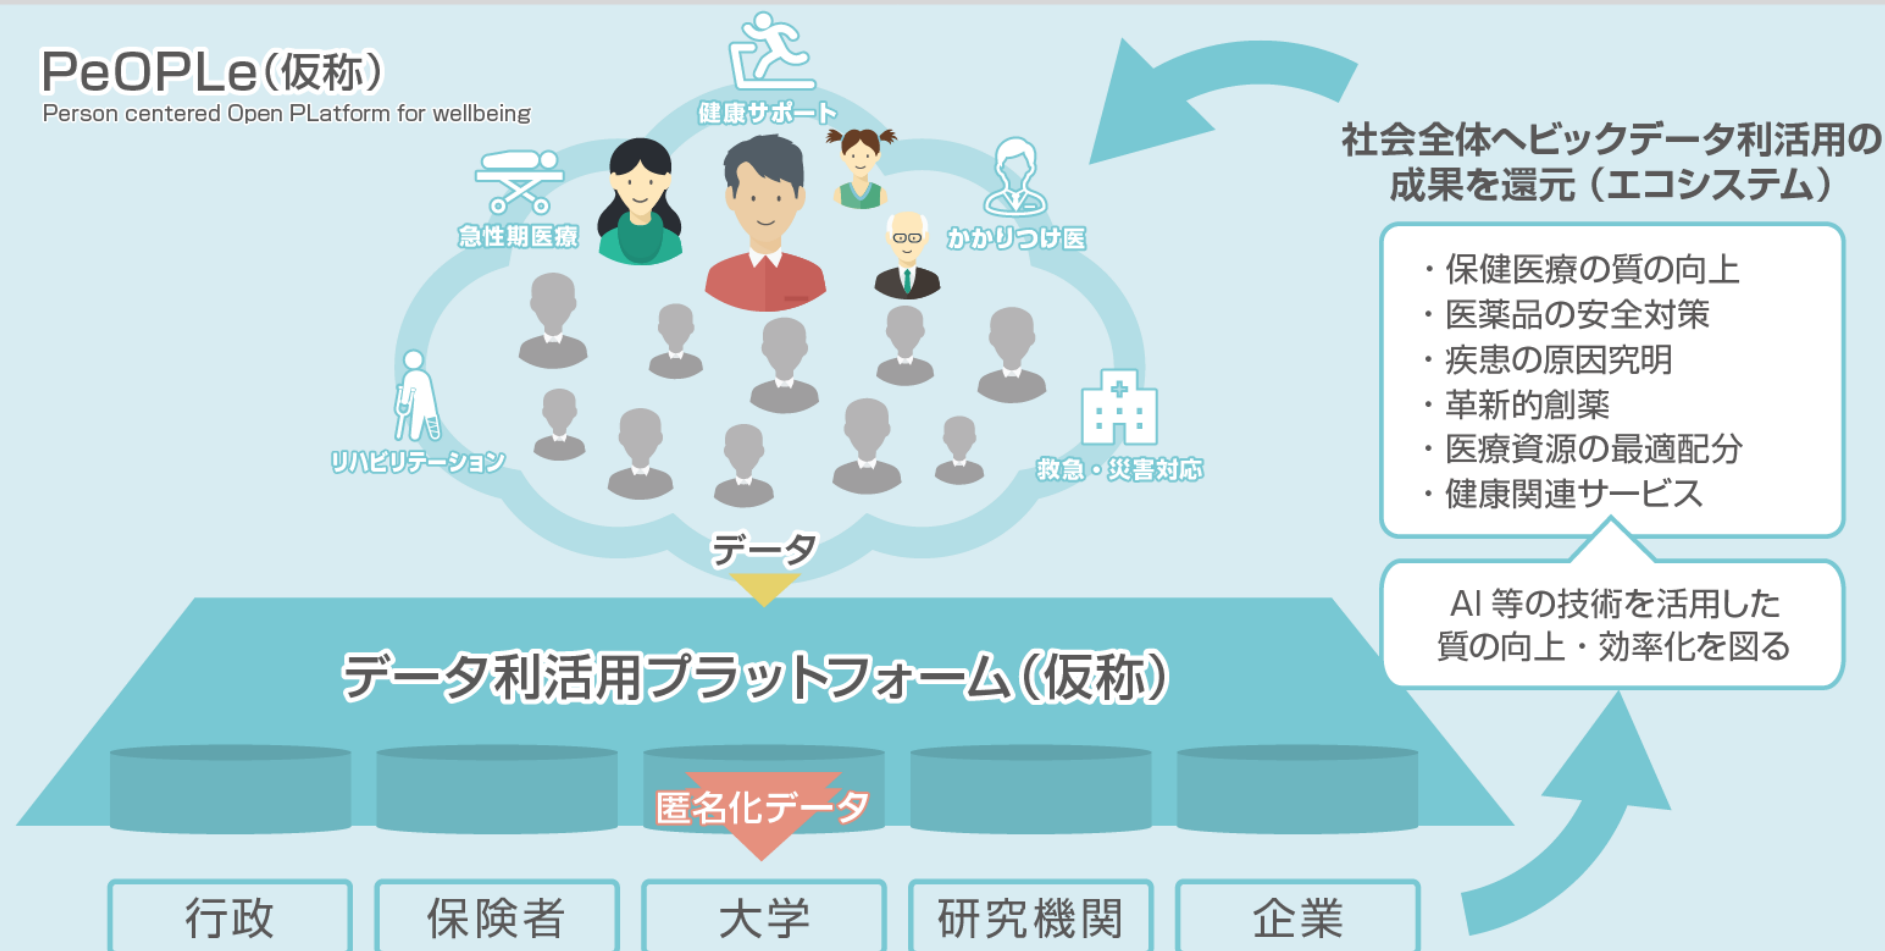 PeOPLe(仮称)
Person centered Open PLatform for wellbeing
健康サポート
急性期医療
かかりつけ医
リハビリテーション
救急・災害対応
データ
データ利活用プラットフォーム(仮称)
匿名化データ
行政
保険者
大学
研究機関
企業
社会全体へビックデータ利活用の
成果を還元(エコシステム)
・保健医療の質の向上
・医薬品の安全対策
・疾患の原因究明
・革新的創薬
・医療資源の最適配分
・健康関連サービス
AI 等の技術を活用した
質の向上・効率化を図る